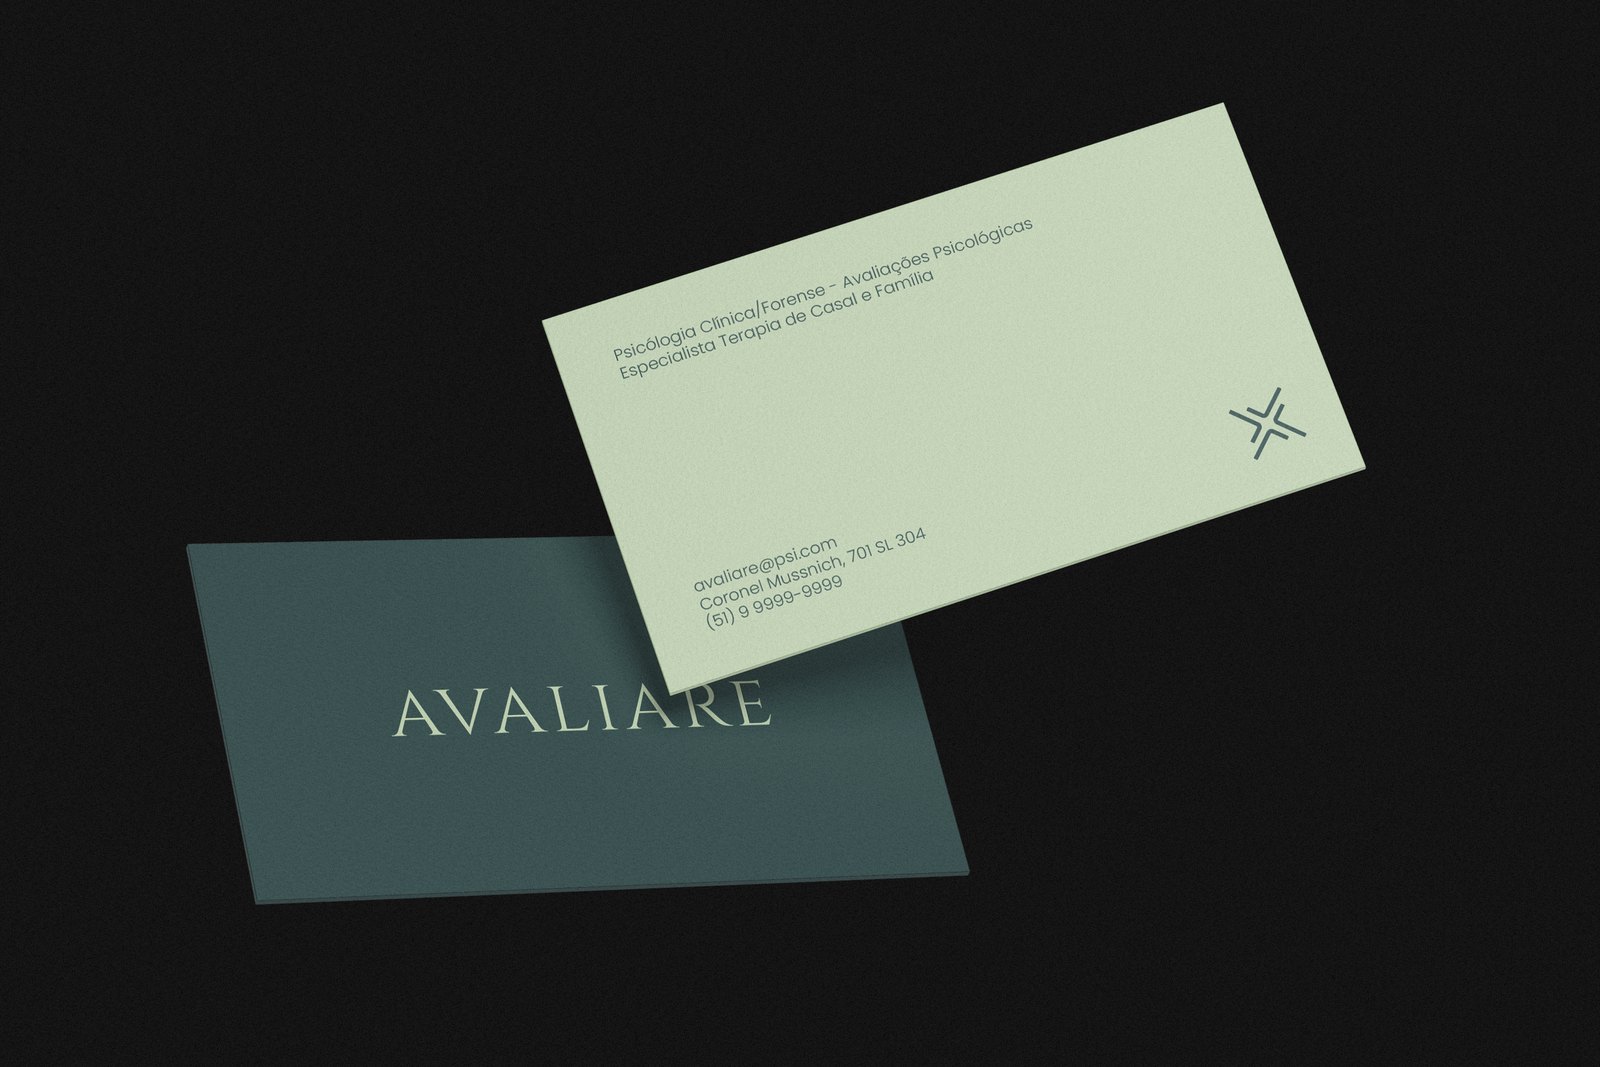 Psicólogia Clínica/Forense - Avaliações Psicológicas
Especialista Terapia de Casal e Família
avaliare@psi.com
Coronel Mussnich, 701 SL 304
(51) 9 9999-9999
AVALIARE